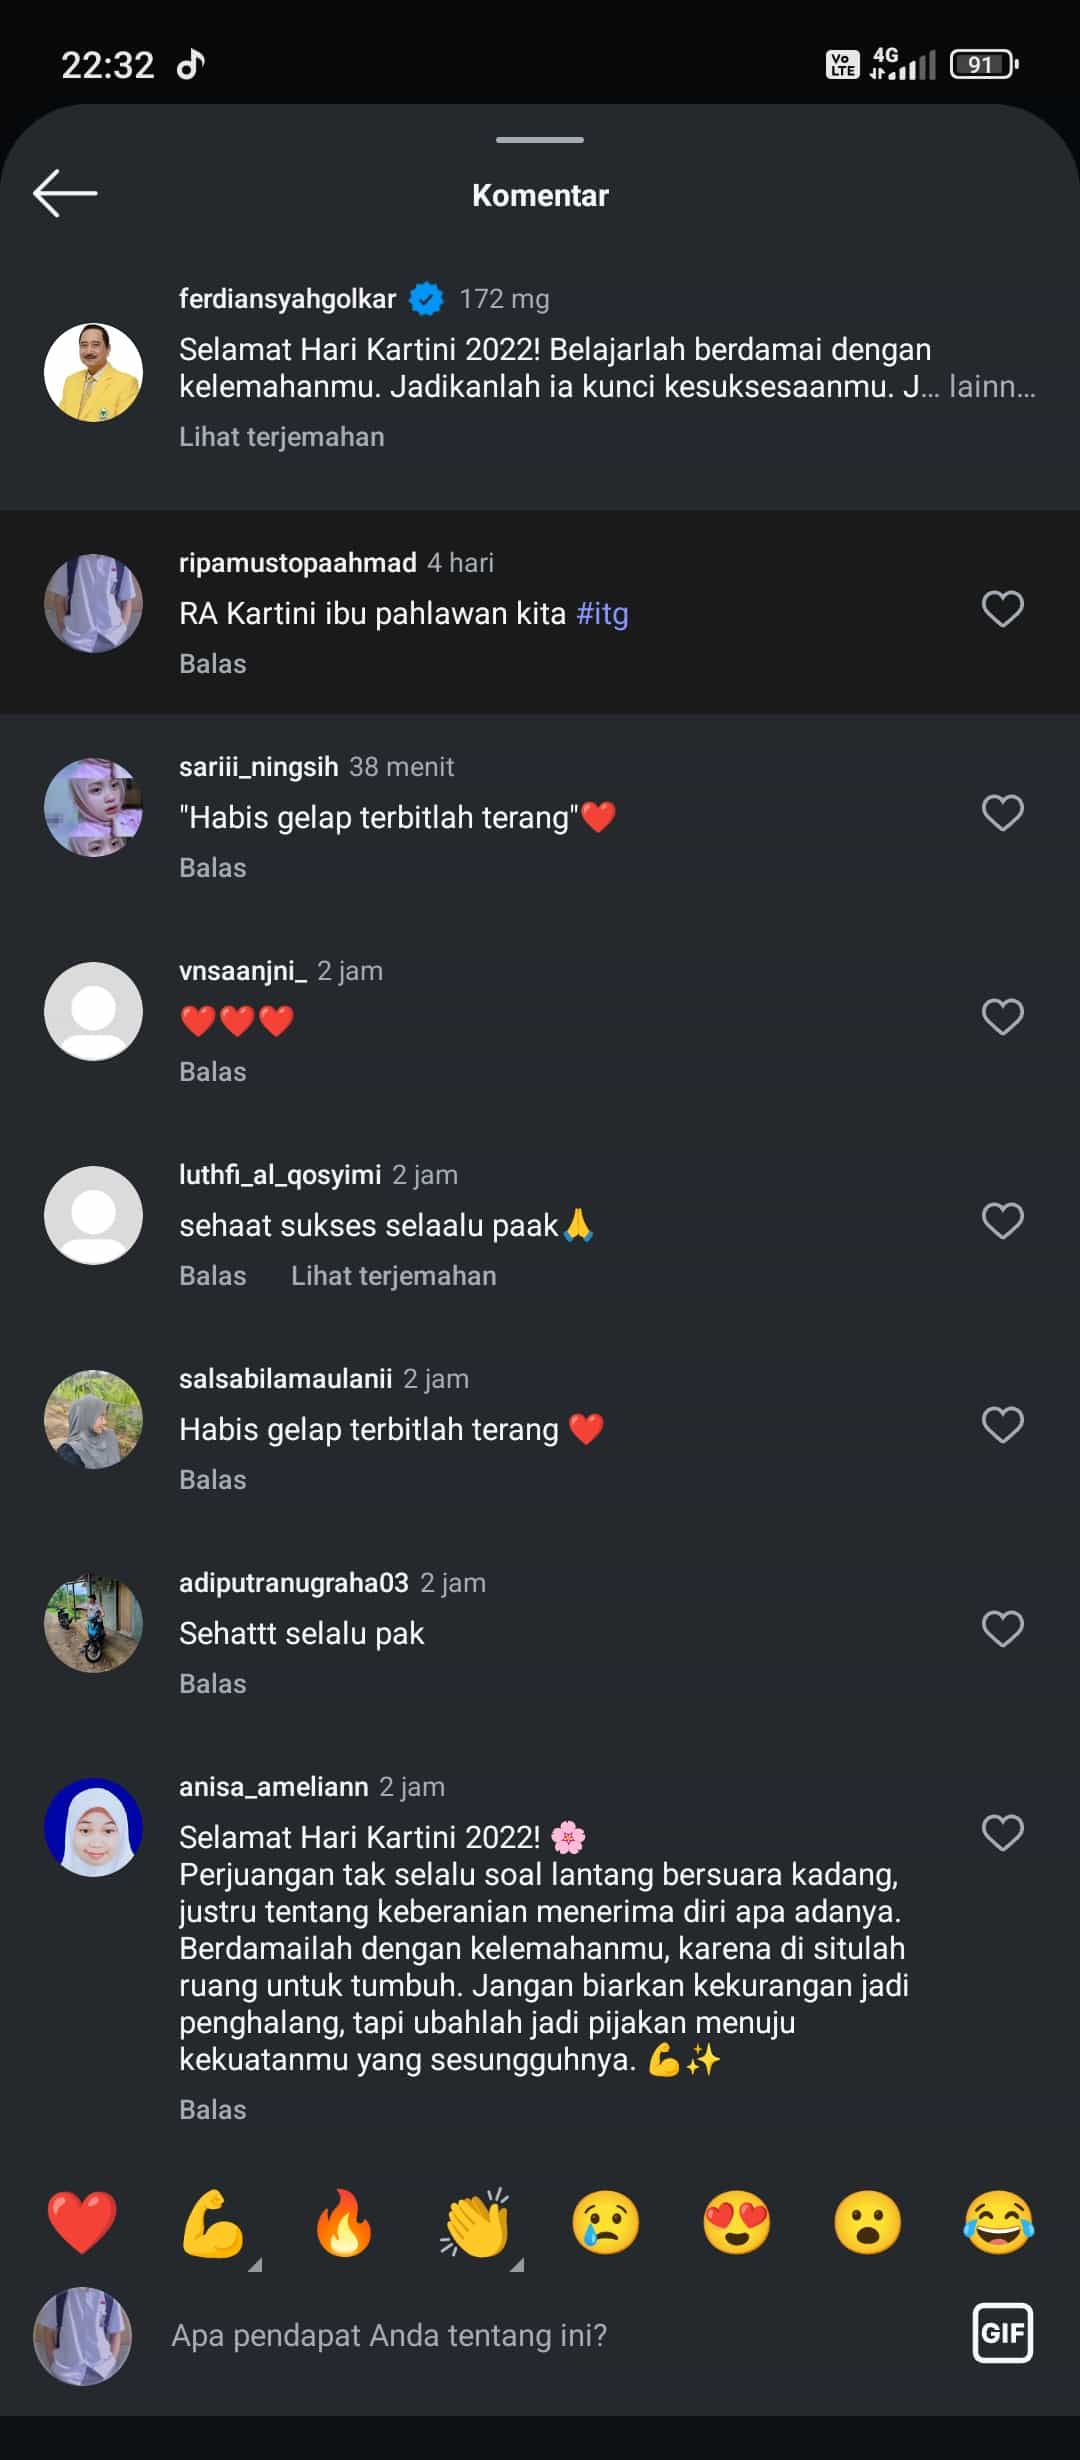 22:32
Vo LTE 4G 91
Komentar
ferdiansyahgolkar 172 mg
Selamat Hari Kartini 2022! Belajarlah berdamai dengan
kelemahanmu. Jadikanlah ia kunci kesuksesaanmu. J... lainn...
Lihat terjemahan
ripamustopaahmad 4 hari
RA Kartini ibu pahlawan kita #itg
Balas
sariii_ningsih 38 menit
"Habis gelap terbitlah terang"❤️
Balas
vnsaanjni_ 2 jam
❤️❤️❤️
Balas
luthfi_al_qosyimi 2 jam
sehaat sukses selaalu paak🙏
Balas Lihat terjemahan
salsabilamaulanii 2 jam
Habis gelap terbitlah terang ❤️
Balas
adiputranugraha03 2 jam
Sehattt selalu pak
Balas
anisa_ameliann 2 jam
Selamat Hari Kartini 2022! 🌸
Perjuangan tak selalu soal lantang bersuara kadang,
justru tentang keberanian menerima diri apa adanya.
Berdamailah dengan kelemahanmu, karena di situlah
ruang untuk tumbuh. Jangan biarkan kekurangan jadi
penghalang, tapi ubahlah jadi pijakan menuju
kekuatanmu yang sesungguhnya. 💪✨
Balas
❤️ 💪 🔥 👏 😢 😍 😮 😂
Apa pendapat Anda tentang ini? GIF